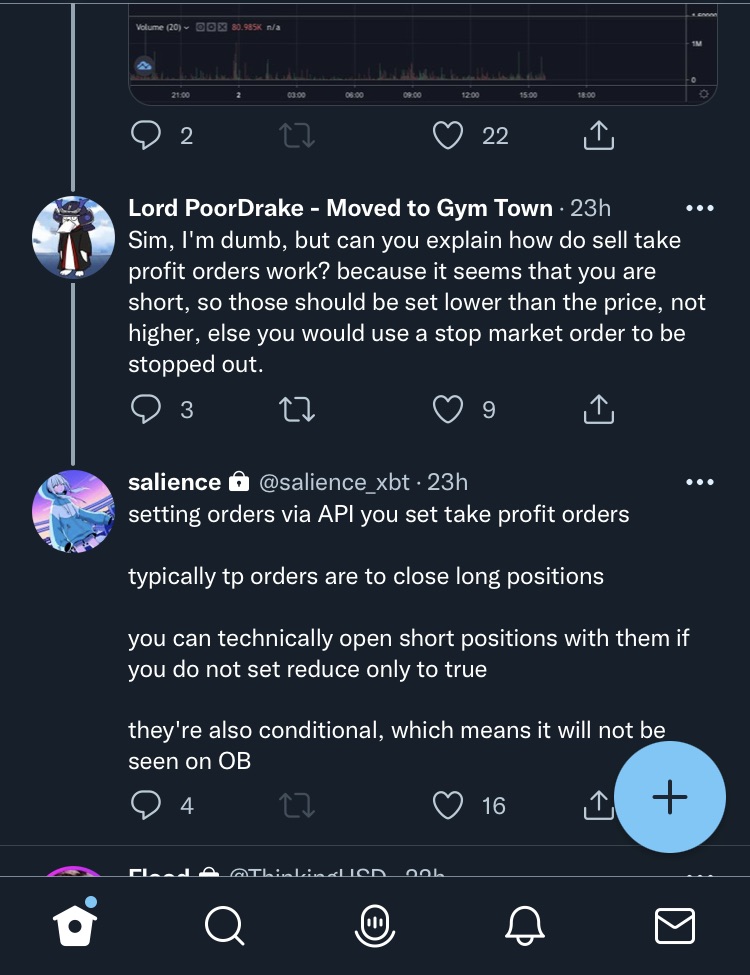 Volume (20) 80.985K n/a
1M
0
21:00 2 03:00 06:00 09:00 12:00 15:00 18:00
2 22
Lord PoorDrake - Moved to Gym Town · 23h
Sim, I'm dumb, but can you explain how do sell take
profit orders work? because it seems that you are
short, so those should be set lower than the price, not
higher, else you would use a stop market order to be
stopped out.
3 9
salience @salience_xbt · 23h
setting orders via API you set take profit orders
typically tp orders are to close long positions
you can technically open short positions with them if
you do not set reduce only to true
they're also conditional, which means it will not be
seen on OB
4 16
Flood @ThinkingUSD · 22h